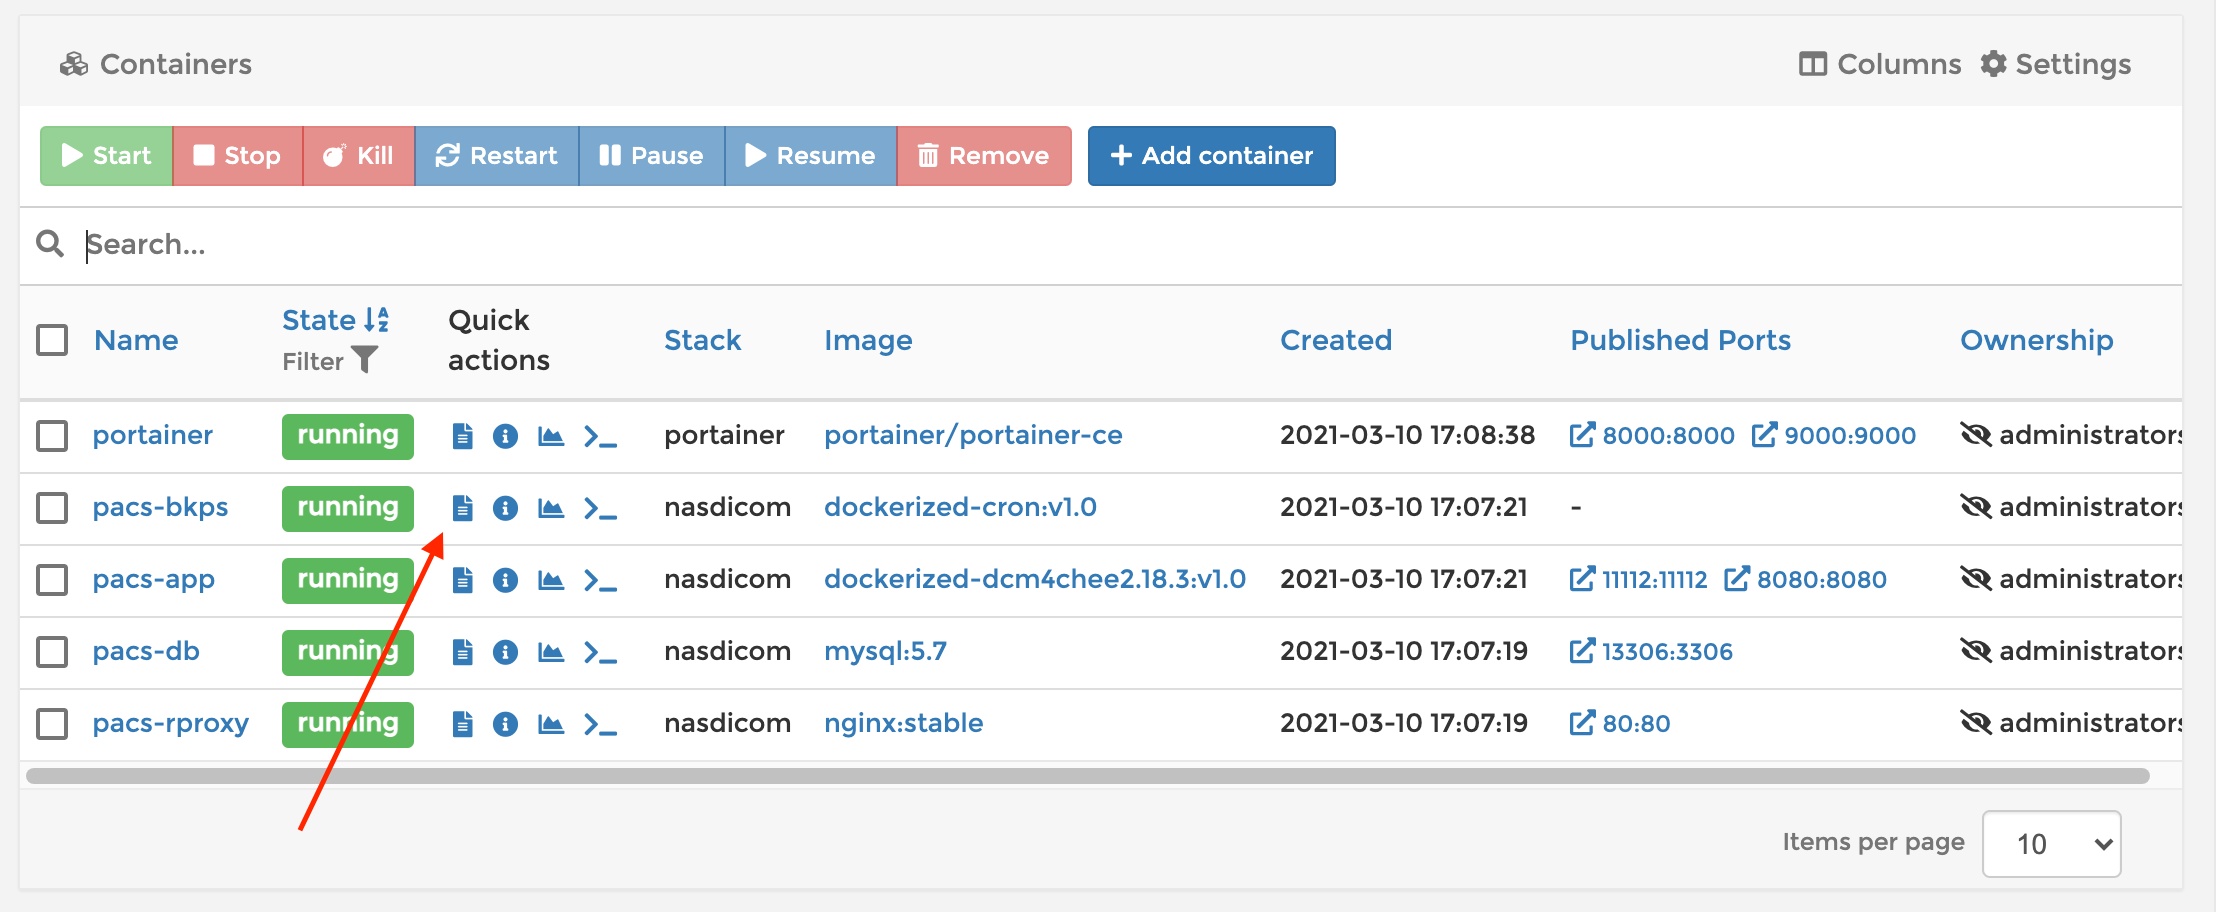 Containers Columns Settings
Start Stop Kill Restart Pause Resume Remove Add container
Search...
Name State Filter Quick actions Stack Image Created Published Ports Ownership
portainer running portainer portainer/portainer-ce 2021-03-10 17:08:38 8000:8000 9000:9000 administrators
pacs-bkps running nasdicom dockerized-cron:v1.0 2021-03-10 17:07:21 - administrators
pacs-app running nasdicom dockerized-dcm4chee2.18.3:v1.0 2021-03-10 17:07:21 11112:11112 8080:8080 administrators
pacs-db running nasdicom mysql:5.7 2021-03-10 17:07:19 13306:3306 administrators
pacs-rproxy running nasdicom nginx:stable 2021-03-10 17:07:19 80:80 administrators
Items per page 10